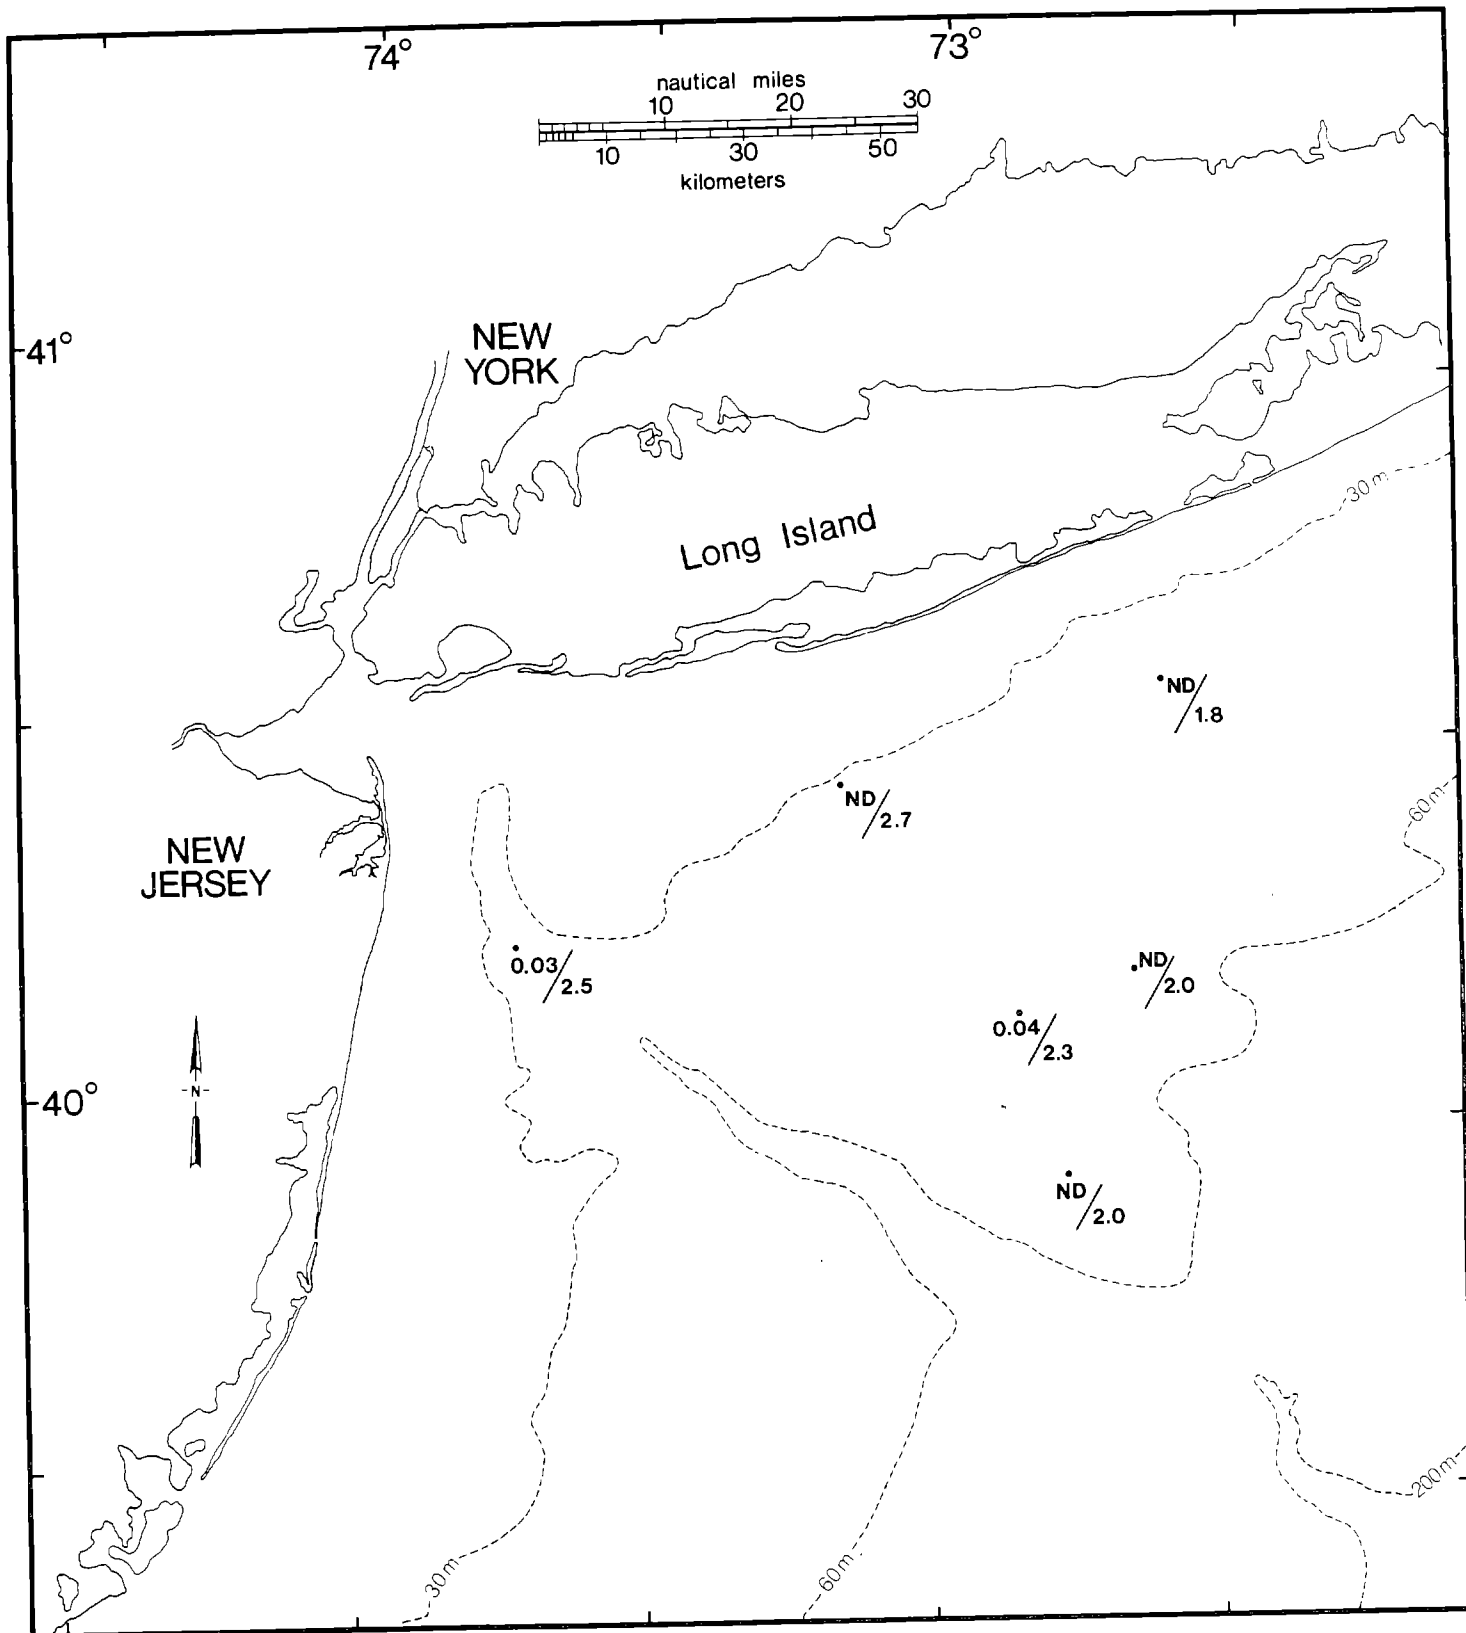 74°
73°
nautical miles
10 20 30
10 30 50
kilometers
NEW
YORK
41°
30m
Long Island
ND/1.8
60m
ND/2.7
NEW
JERSEY
0.03/2.5
ND/2.0
0.04/2.3
-N-
40°
ND/2.0
200m
30m
60m